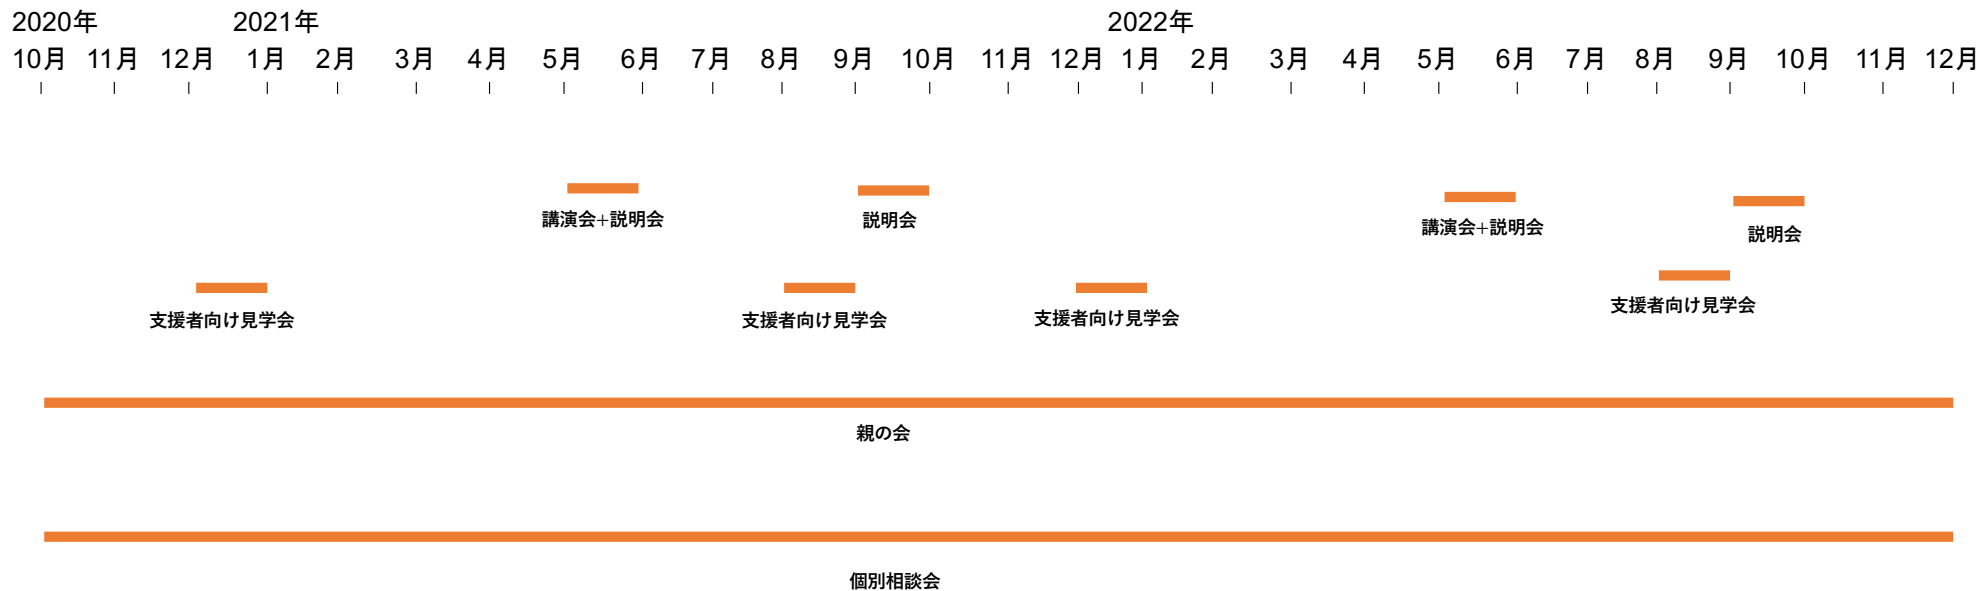 2020年 2021年 2022年
10月 11月 12月 1月 2月 3月 4月 5月 6月 7月 8月 9月 10月 11月 12月 1月 2月 3月 4月 5月 6月 7月 8月 9月 10月 11月 12月
講演会+説明会 説明会 講演会+説明会 説明会
支援者向け見学会 支援者向け見学会 支援者向け見学会 支援者向け見学会
親の会
個別相談会